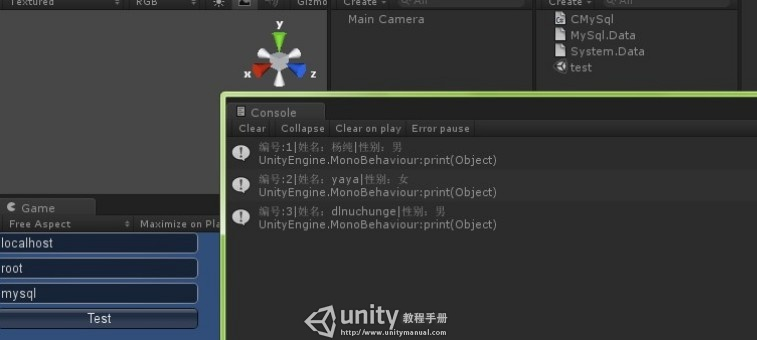 Textured
RGB
Gizmo
Create
All
Create
All
Main Camera
CMySql
MySql.Data
System.Data
test
y
x
z
Console
Clear
Collapse
Clear on play
Error pause
编号:1|姓名：杨纯|性别：男
UnityEngine.MonoBehaviour:print(Object)
编号:2|姓名：yaya|性别：女
UnityEngine.MonoBehaviour:print(Object)
编号:3|姓名：dlnuchunge|性别：男
UnityEngine.MonoBehaviour:print(Object)
Game
Free Aspect
Maximize on Pla
localhost
root
mysql
Test
unity 教程手册
http://www.unitymanual.com